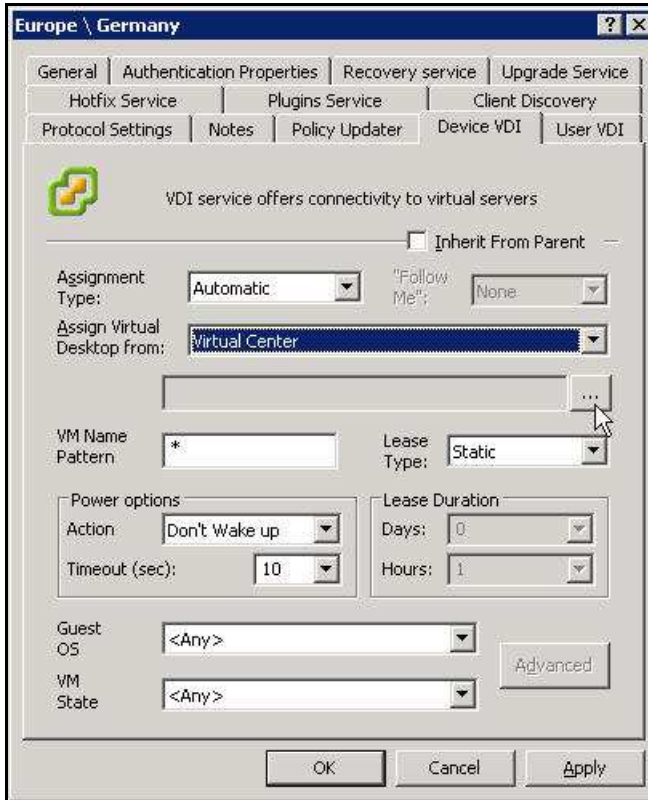 Europe \ Germany
General Authentication Properties Recovery service Upgrade Service
Hotfix Service Plugins Service Client Discovery
Protocol Settings Notes Policy Updater Device VDI User VDI
VDI service offers connectivity to virtual servers
Inherit From Parent
Assignment Type: Automatic "Follow Me": None
Assign Virtual Desktop from: Virtual Center
...
VM Name Pattern * Lease Type: Static
Power options Lease Duration
Action Don't Wake up Days: 0
Timeout (sec): 10 Hours: 1
Guest OS <Any>
Advanced
VM State <Any>
OK Cancel Apply